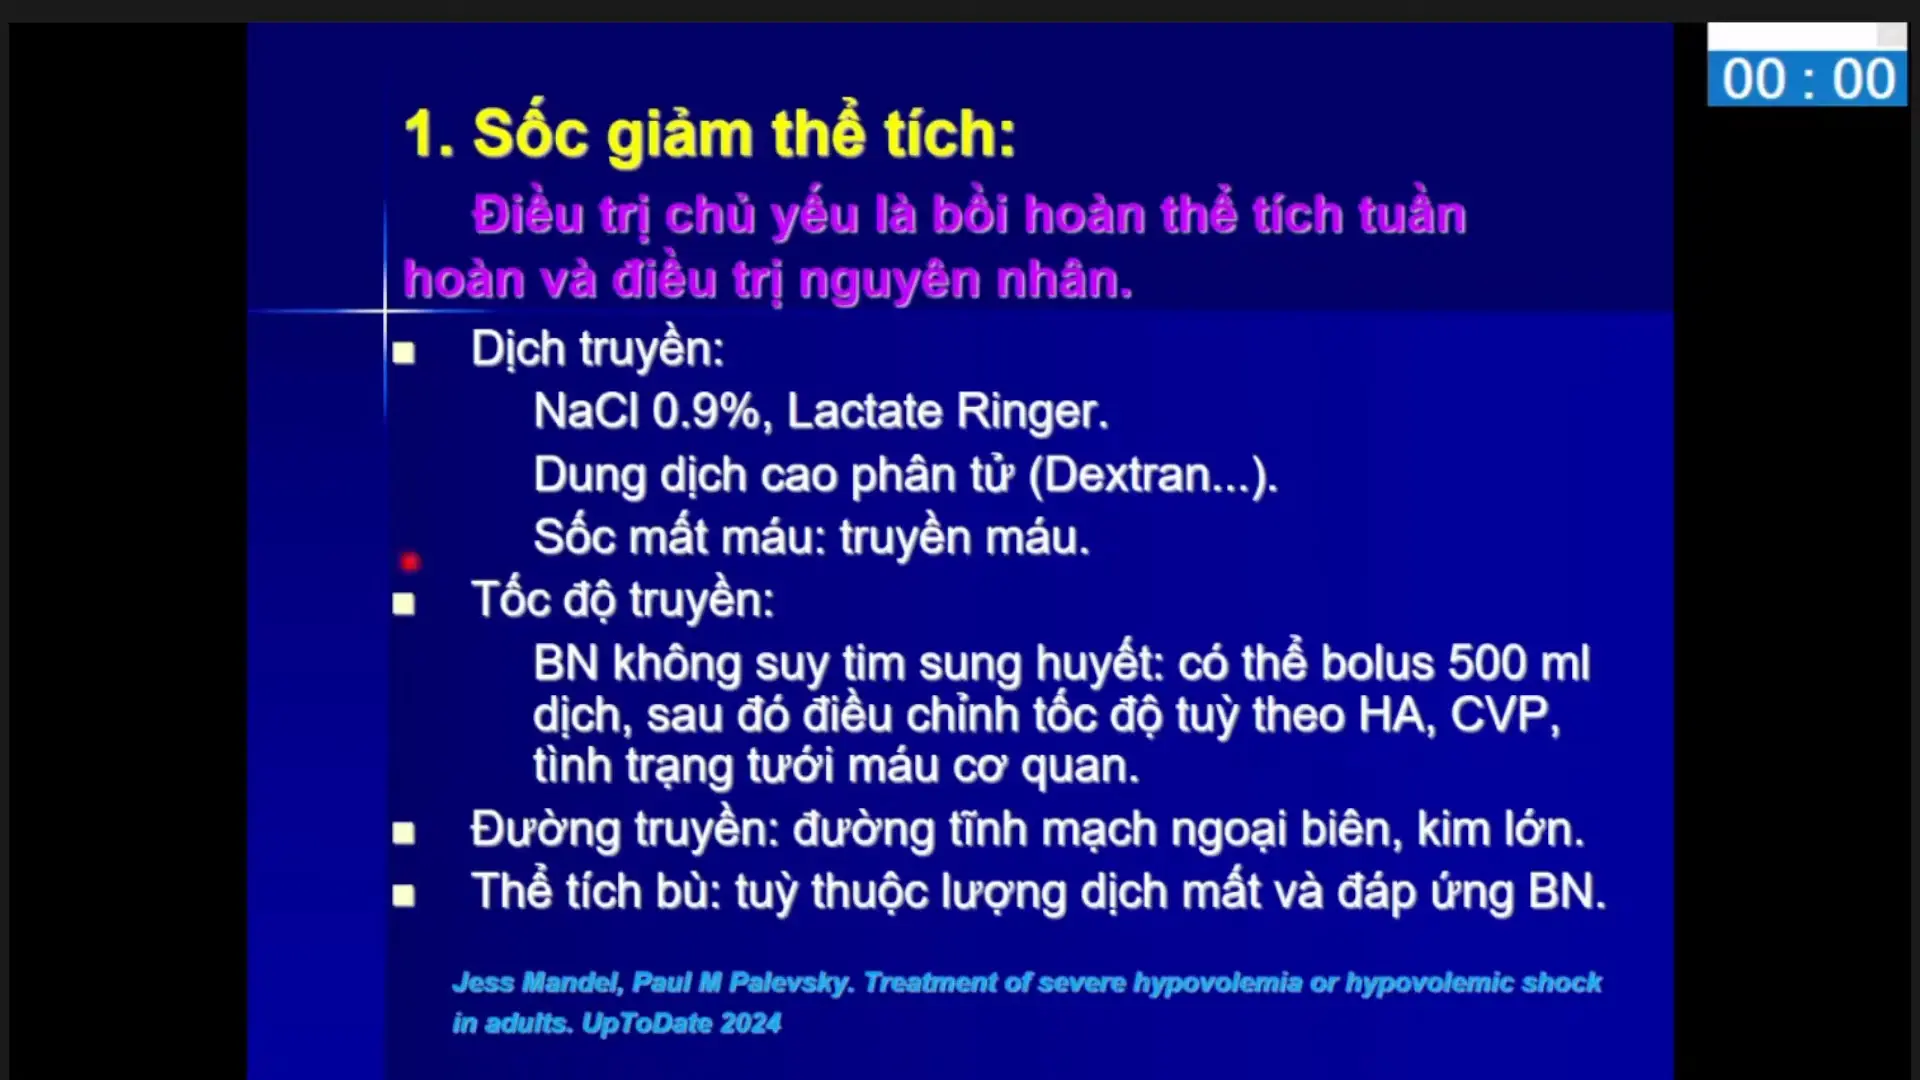 00 : 00
1. Sốc giảm thể tích:
Điều trị chủ yếu là bồi hoàn thể tích tuần
hoàn và điều trị nguyên nhân.
Dịch truyền:
NaCl 0.9%, Lactate Ringer.
Dung dịch cao phân tử (Dextran...).
Sốc mất máu: truyền máu.
Tốc độ truyền:
BN không suy tim sung huyết: có thể bolus 500 ml
dịch, sau đó điều chỉnh tốc độ tuỳ theo HA, CVP,
tình trạng tưới máu cơ quan.
Đường truyền: đường tĩnh mạch ngoại biên, kim lớn.
Thể tích bù: tuỳ thuộc lượng dịch mất và đáp ứng BN.
Jess Mandel, Paul M Palevsky. Treatment of severe hypovolemia or hypovolemic shock
in adults. UpToDate 2024